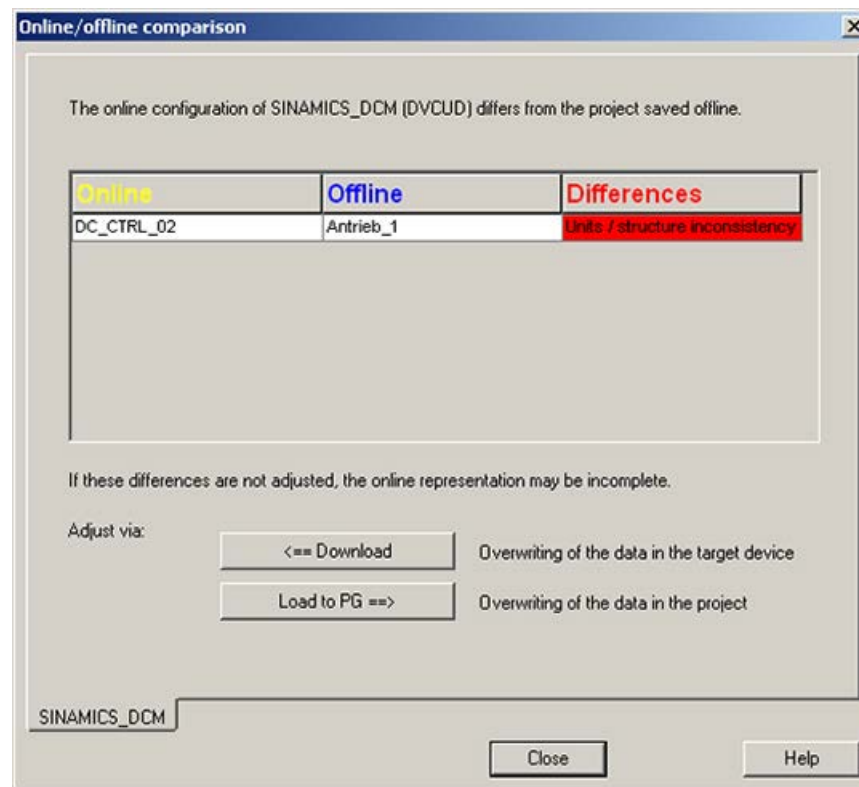 Online/offline comparison
The online configuration of SINAMICS_DCM (DVCUD) differs from the project saved offline.
Online Offline Differences
DC_CTRL_02 Antrieb_1 Units / structure inconsistency
If these differences are not adjusted, the online representation may be incomplete.
Adjust via:
<== Download Overwriting of the data in the target device
Load to PG ==> Overwriting of the data in the project
SINAMICS_DCM
Close Help